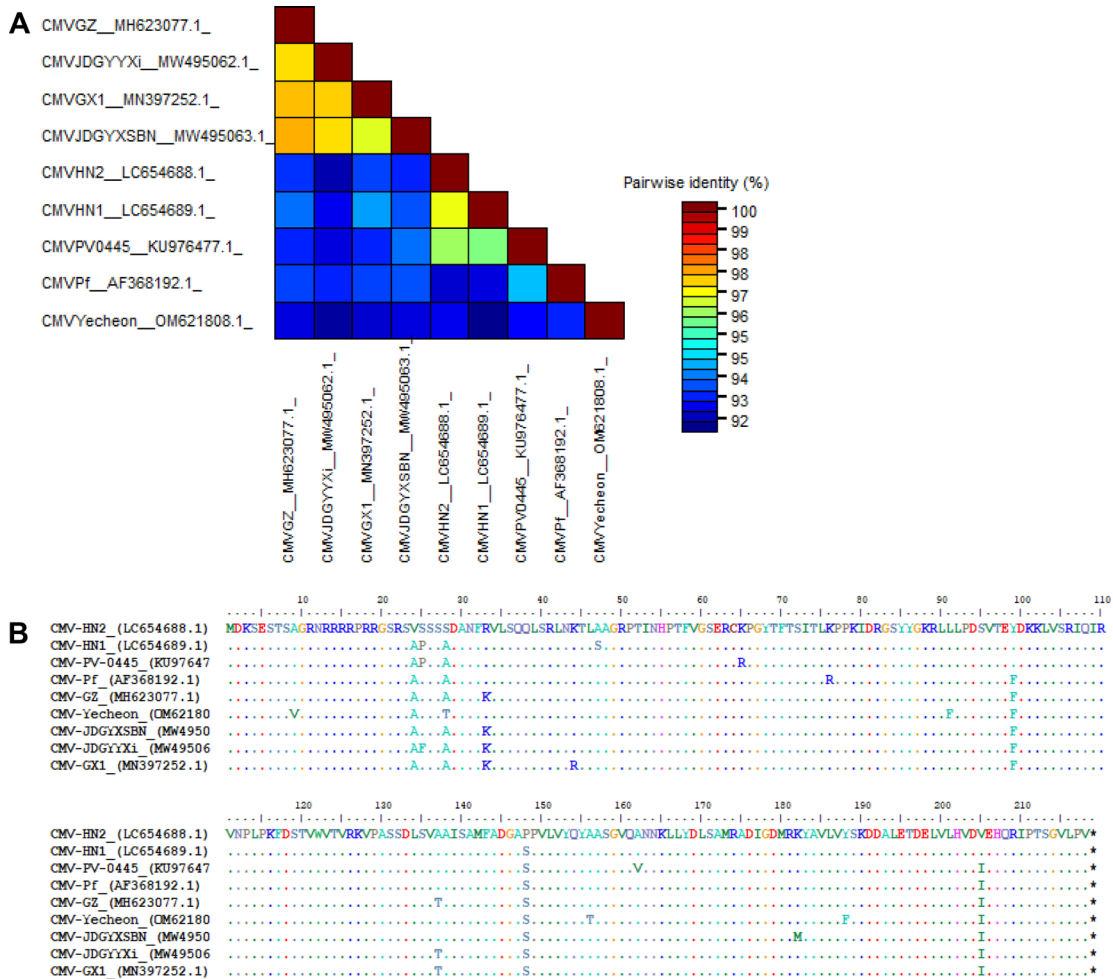 A
CMVGZ__MH623077.1_
CMVJDGYYXi__MW495062.1_
CMVGX1__MN397252.1_
CMVJDGYXSBN__MW495063.1_
CMVHN2__LC654688.1_
CMVHN1__LC654689.1_
CMVPV0445__KU976477.1_
CMVPf__AF368192.1_
CMVYecheon__OM621808.1_
Pairwise identity (%)
100
99
98
98
97
96
95
95
94
93
92
CMVGZ__MH623077.1_
CMVJDGYYXi__MW495062.1_
CMVGX1__MN397252.1_
CMVJDGYXSBN__MW495063.1_
CMVHN2__LC654688.1_
CMVHN1__LC654689.1_
CMVPV0445__KU976477.1_
CMVPf__AF368192.1_
CMVYecheon__OM621808.1_
B
10 20 30 40 50 60 70 80 90 100 110
CMV-HN2_(LC654688.1) MDKSESTSAGRNRRRRPRRGSRSVSSSSDANFRVLSQQLSRLNKTLAAGRPTINHPTFVGSERCKPGYTFTSITLKPPKIDRGSYYGKRLLLPDSVTEYDKKLVSRIQIR
CMV-HN1_(LC654689.1) .......................AP..A..................S...............................................................
CMV-PV-0445_(KU97647 .......................AP..A....................................R.............................................
CMV-Pf_(AF368192.1) .......................A...A...............................................R......................F...........
CMV-GZ_(MH623077.1) .......................A...A....K.................................................................F...........
CMV-Yecheon_(OM62180 ........V..............A...T..............................................................F.......F...........
CMV-JDGYXSBN_(MW4950 .......................A...A....K.................................................................F...........
CMV-JDGYYXi_(MW49506 .......................AF..A....K.................................................................F...........
CMV-GX1_(MN397252.1) .......................A...A....K..........R......................................................F...........
120 130 140 150 160 170 180 190 200 210
CMV-HN2_(LC654688.1) VNPLPKFDSTVWVTVRKVPASSDLSVAAISAMFADGAPPVLVYQYAASGVQANNKLLYDLSAMRADIGDMRKYAVLVYSKDDALETDELVLHVDVEHQRIPTSGVLPV*
CMV-HN1_(LC654689.1) .....................................S......................................................................*
CMV-PV-0445_(KU97647 .....................................S.............V..........................................I.............*
CMV-Pf_(AF368192.1) .....................................S........................................................I.............*
CMV-GZ_(MH623077.1) ..........................T..........S........................................................I.............*
CMV-Yecheon_(OM62180 .....................................S.......T...............................F................I.............*
CMV-JDGYXSBN_(MW4950 .....................................S.................................M......................I.............*
CMV-JDGYYXi_(MW49506 ..........................T..........S........................................................I.............*
CMV-GX1_(MN397252.1) ..........................T..........S........................................................I.............*